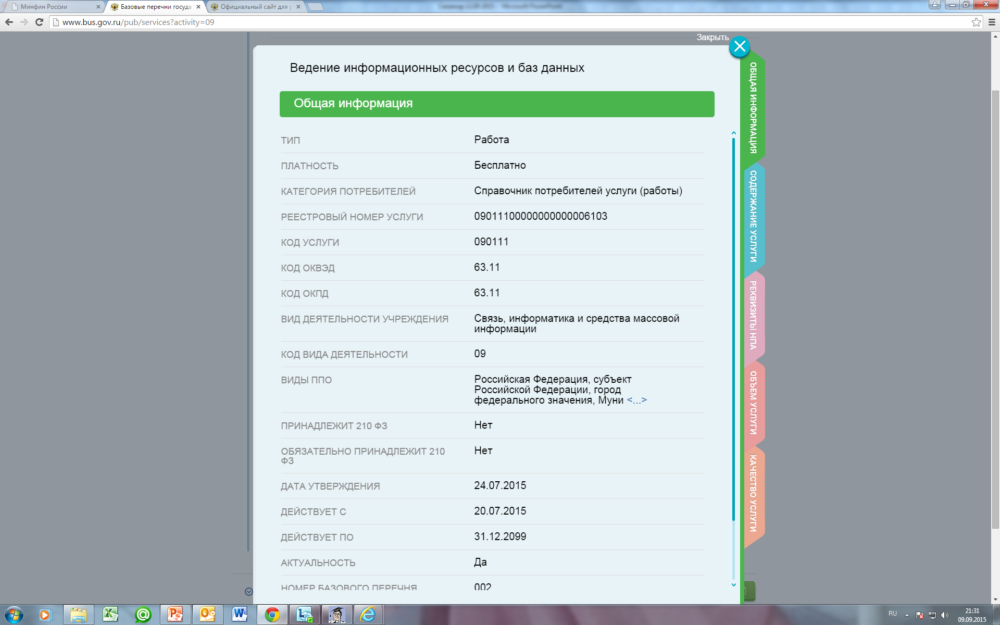 Минфин России
Базовые перечни госуда
Официальный сайт для р
www.bus.gov.ru/pub/services?activity=09
Закрыть
Ведение информационных ресурсов и баз данных
Общая информация
ТИП Работа
ПЛАТНОСТЬ Бесплатно
КАТЕГОРИЯ ПОТРЕБИТЕЛЕЙ Справочник потребителей услуги (работы)
РЕЕСТРОВЫЙ НОМЕР УСЛУГИ 09011100000000000006103
КОД УСЛУГИ 090111
КОД ОКВЭД 63.11
КОД ОКПД 63.11
ВИД ДЕЯТЕЛЬНОСТИ УЧРЕЖДЕНИЯ Связь, информатика и средства массовой
информации
КОД ВИДА ДЕЯТЕЛЬНОСТИ 09
ВИДЫ ППО Российская Федерация, субъект
Российской Федерации, город
федерального значения, Муни <...>
ПРИНАДЛЕЖИТ 210 ФЗ Нет
ОБЯЗАТЕЛЬНО ПРИНАДЛЕЖИТ 210 Нет
ФЗ
ДАТА УТВЕРЖДЕНИЯ 24.07.2015
ДЕЙСТВУЕТ С 20.07.2015
ДЕЙСТВУЕТ ПО 31.12.2099
АКТУАЛЬНОСТЬ Да
НОМЕР БАЗОВОГО ПЕРЕЧНЯ 002
ОБЩАЯ ИНФОРМАЦИЯ
СОДЕРЖАНИЕ УСЛУГИ
РЕКВИЗИТЫ НПА
ОБЪЕМ УСЛУГИ
КАЧЕСТВО УСЛУГИ
RU
21:31
09.09.2015